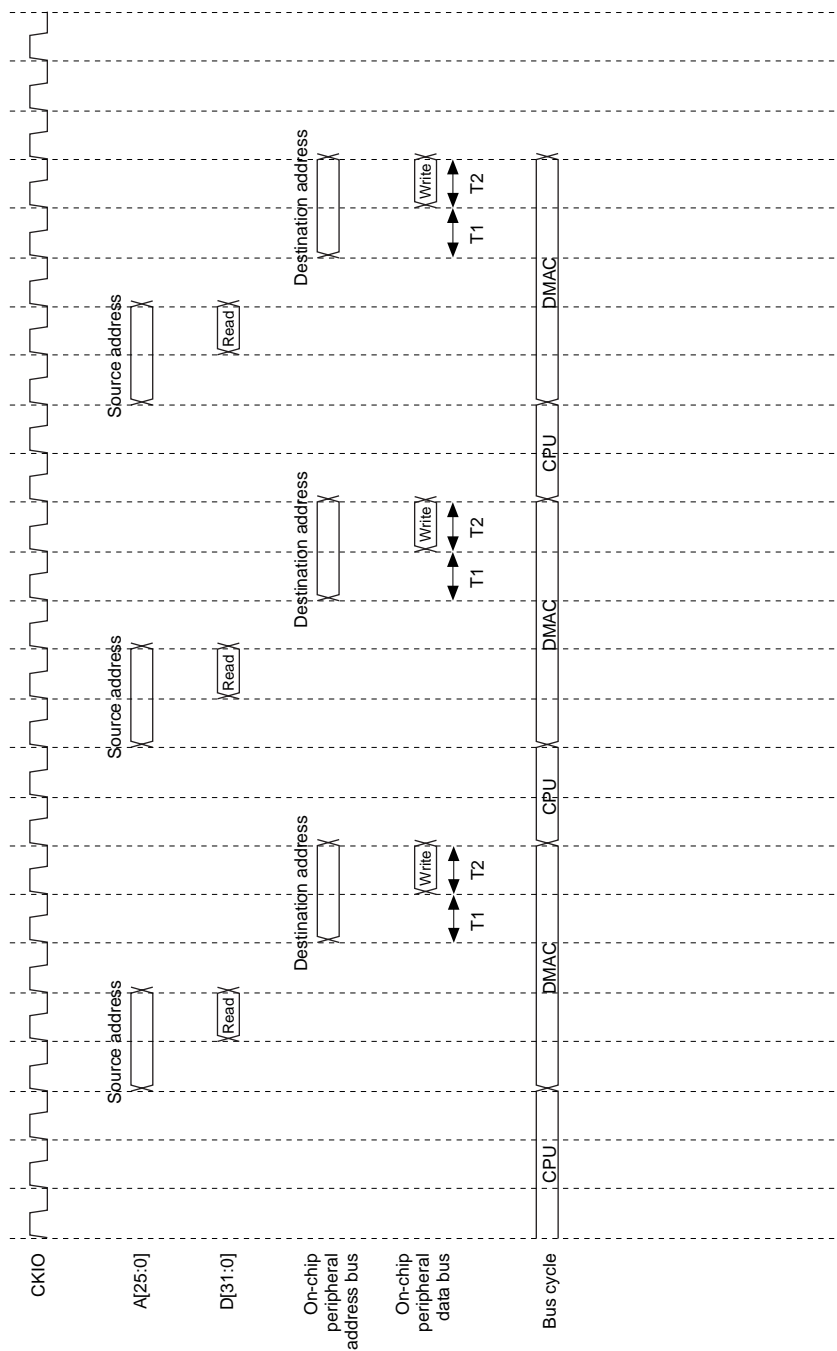 CKIO
A[25:0]
Source address
Source address
Source address
D[31:0]
Read
Read
Read
On-chip
peripheral
address bus
Destination address
Destination address
Destination address
On-chip
peripheral
data bus
Write
Write
Write
T1
T2
T1
T2
T1
T2
Bus cycle
CPU
DMAC
CPU
DMAC
CPU
DMAC